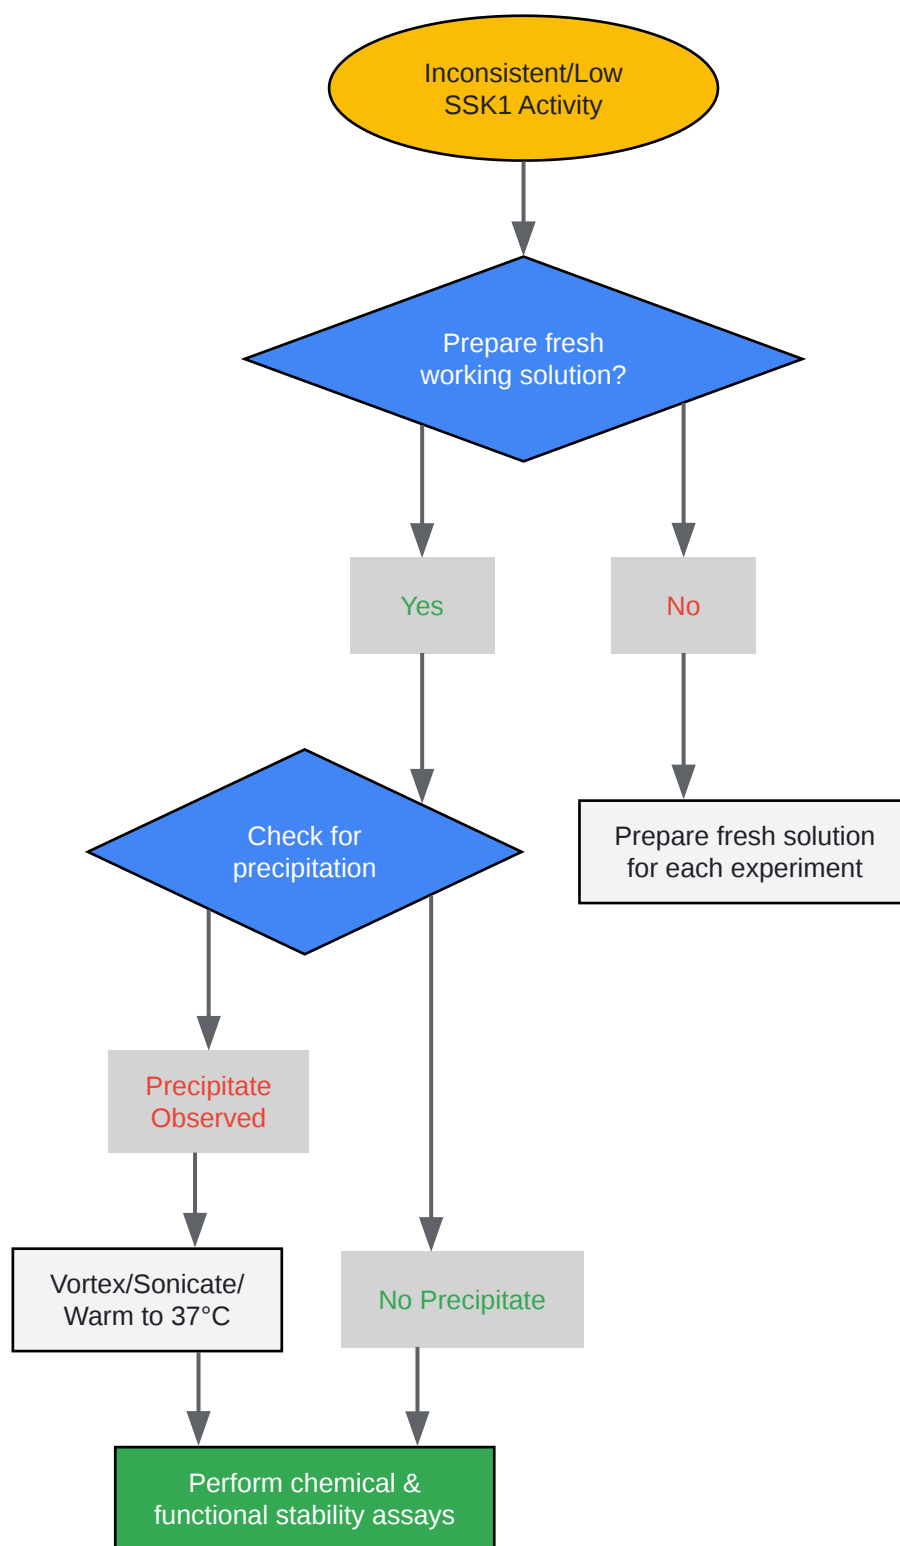 Inconsistent/Low
SSK1 Activity
Prepare fresh
working solution?
Yes
No
Check for
precipitation
Prepare fresh solution
for each experiment
Precipitate
Observed
Vortex/Sonicate/
Warm to 37°C
No Precipitate
Perform chemical &
functional stability assays